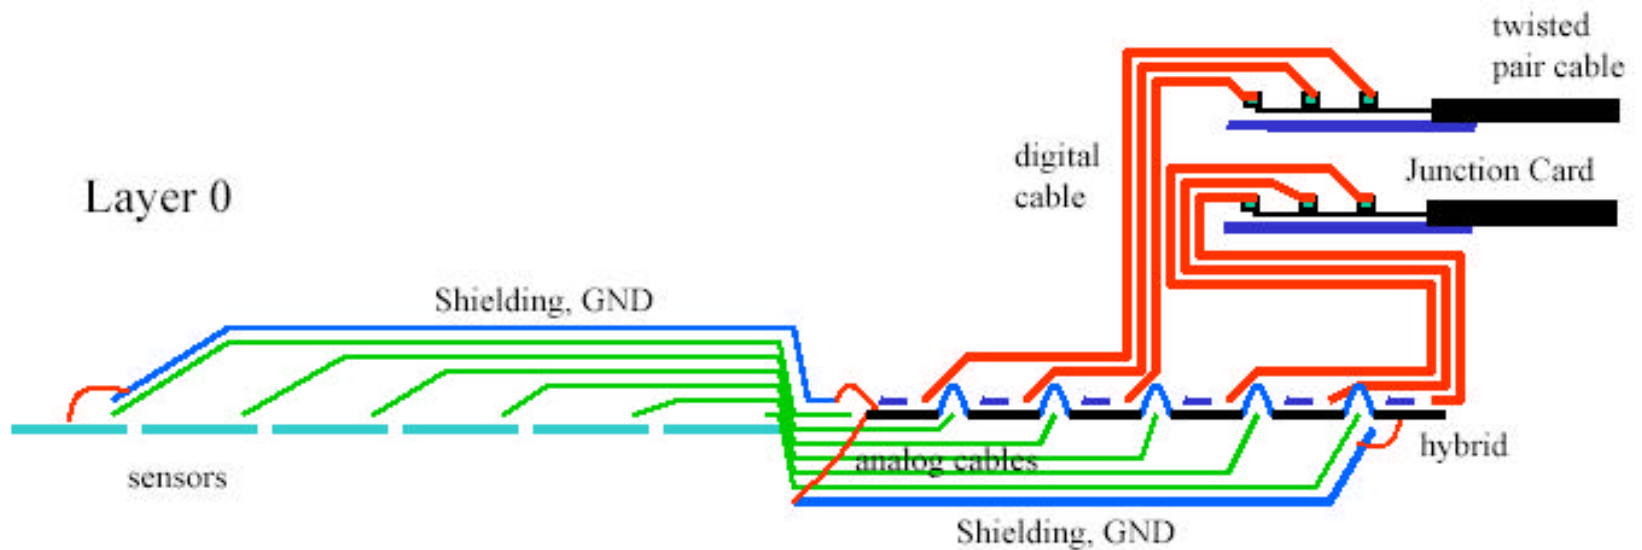 twisted
pair cable
digital
cable
Junction Card
Layer 0
Shielding, GND
analog cables
hybrid
sensors
Shielding, GND